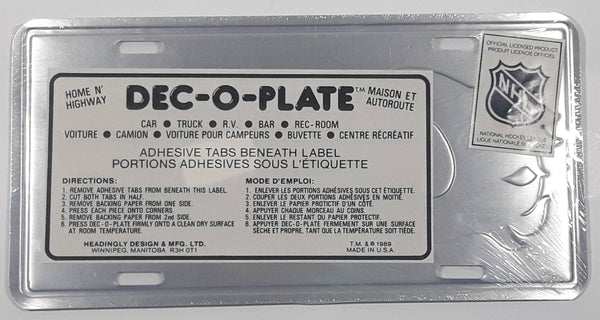 OFFICIAL LICENSED PRODUCT
PRODUIT LICENCIÉ OFFICIEL
NHL
NATIONAL HOCKEY LEAGUE
LIGUE NATIONALE DE HOCKEY
HOME N'
HIGHWAY
DEC-O-PLATE™
MAISON ET
AUTOROUTE
CAR ● TRUCK ● R.V. ● BAR ● REC-ROOM
VOITURE ● CAMION ● VOITURE POUR CAMPEURS ● BUVETTE ● CENTRE RÉCRÉATIF
ADHESIVE TABS BENEATH LABEL
PORTIONS ADHÉSIVES SOUS L'ÉTIQUETTE
DIRECTIONS:
1. REMOVE ADHESIVE TABS FROM BENEATH THIS LABEL.
2. CUT BOTH TABS IN HALF.
3. REMOVE BACKING PAPER FROM ONE SIDE.
4. PRESS EACH PIECE ONTO CORNERS.
5. REMOVE BACKING PAPER FROM 2nd SIDE.
6. PRESS DEC-O-PLATE FIRMLY ONTO A CLEAN DRY SURFACE
AT ROOM TEMPERATURE.
MODE D'EMPLOI:
1. ENLEVER LES PORTIONS ADHÉSIVES SOUS CET ÉTIQUETTE.
2. COUPER LES DEUX PORTIONS ADHÉSIVES EN MOITIÉ.
3. ENLEVER LE PAPIER PROTECTIF D'UN CÔTÉ.
4. APPUYER CHAQUE MORCEAU AU COINS.
5. ENLEVER LE RESTANT DU PAPIER PROTECTIF.
6. APPUYER DEC-O-PLATE FERMEMENT SUR UNE SURFACE
SÈCHE ET PROPRE, TANT QUE LA TEMPÉRATURE SOIT TIÈDE.
HEADINGLY DESIGN & MFG. LTD.
WINNIPEG, MANITOBA R3H 0T1
T.M. & © 1989
MADE IN U.S.A.